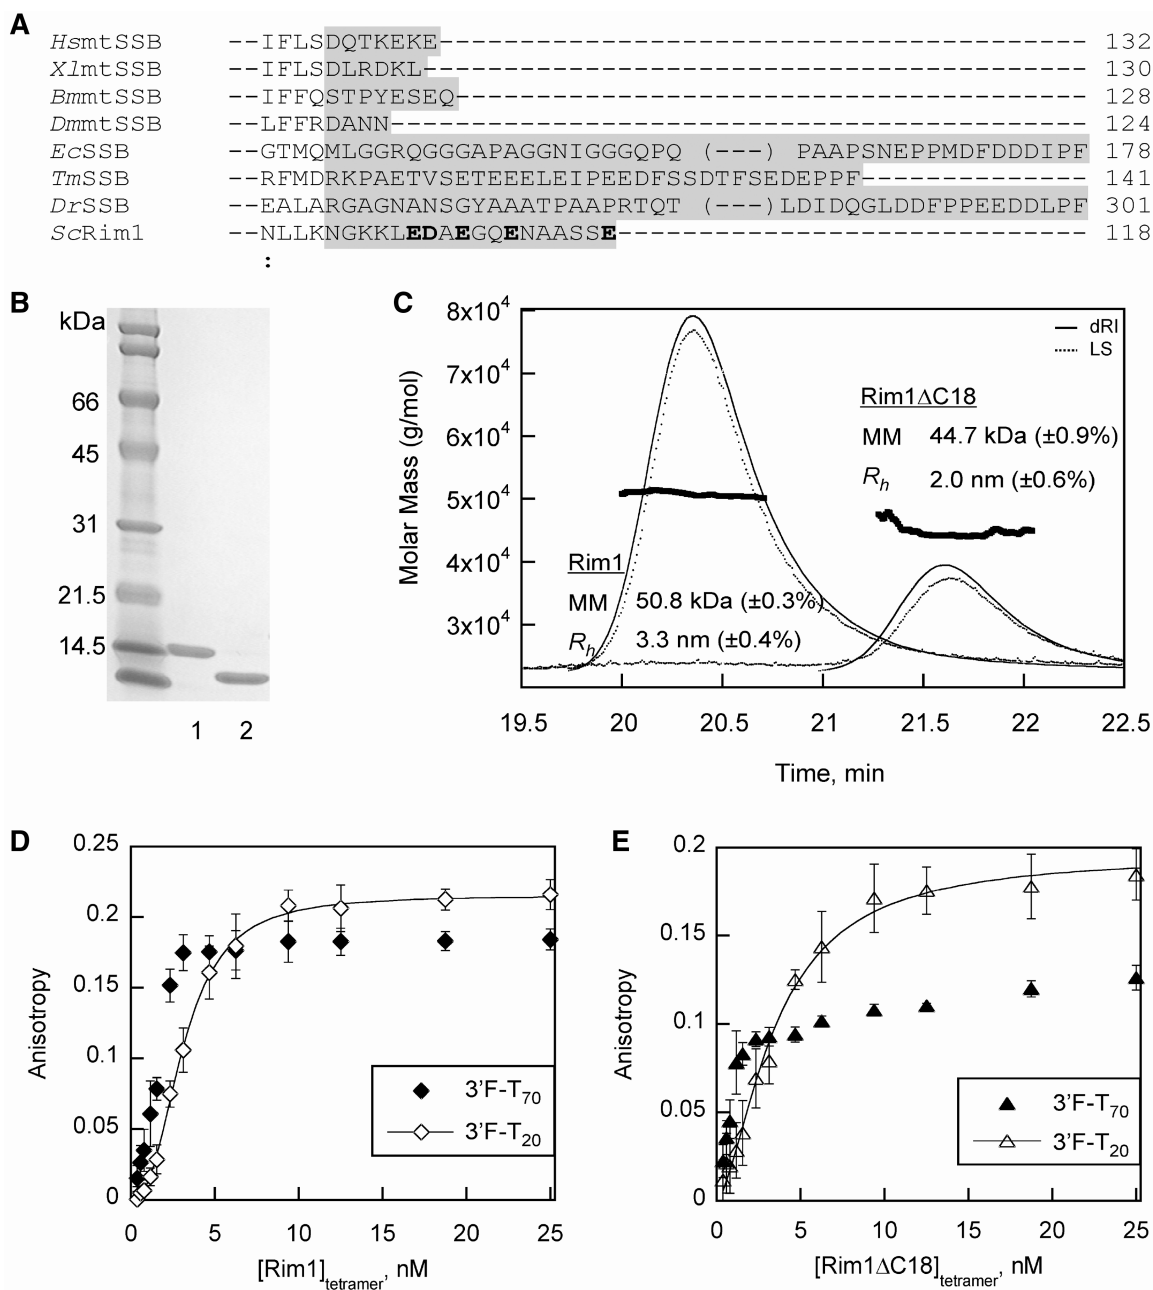 A
HsmtSSB --IFLSDQTKEKE---------------------------------------- 132
XlmtSSB --IFLSDLRDKL----------------------------------------- 130
BmmtSSB --IFFQSTPYESEQ--------------------------------------- 128
DmmtSSB --LFFRDANN------------------------------------------- 124
EcSSB --GTMQMLGGRQGGGAPAGGNIGGGQPQ (---) PAAPSNEPPMDFDDDIPF 178
TmSSB --RFMDRKPAETVSETEEELEIPEEDFSSDTFSEDEPPF-------------- 141
DrSSB --EALARGAGNANSGYAAATPAAPRTQT (---)LDIDQGLDDFPPEEDDLPF 301
ScRim1 --NLLKNGKKLEDAEGQENAASSE----------------------------- 118
:
B
kDa
66
45
31
21.5
14.5
1 2
C
8x10⁴
7x10⁴
6x10⁴
5x10⁴
4x10⁴
3x10⁴
Molar Mass (g/mol)
dRI
LS
Rim1ΔC18
MM 44.7 kDa (±0.9%)
Rₕ 2.0 nm (±0.6%)
Rim1
MM 50.8 kDa (±0.3%)
Rₕ 3.3 nm (±0.4%)
19.5 20 20.5 21 21.5 22 22.5
Time, min
D
0.25
0.2
0.15
0.1
0.05
0
Anisotropy
3'F-T₇₀
3'F-T₂₀
0 5 10 15 20 25
[Rim1]tetramer, nM
E
0.2
0.15
0.1
0.05
0
Anisotropy
3'F-T₇₀
3'F-T₂₀
0 5 10 15 20 25
[Rim1ΔC18]tetramer, nM